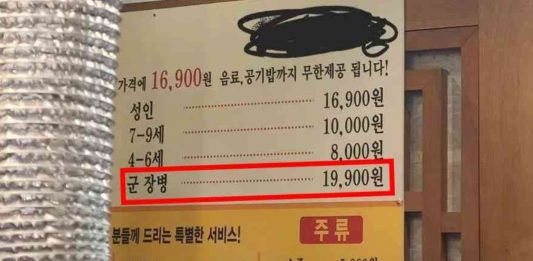 가격에 16,900원 음료,공기밥까지 무한제공 됩니다!
성인 16,900원
7-9세 10,000원
4-6세 8,000원
군 장병 19,900원
분들께 드리는 특별한 서비스!
주류